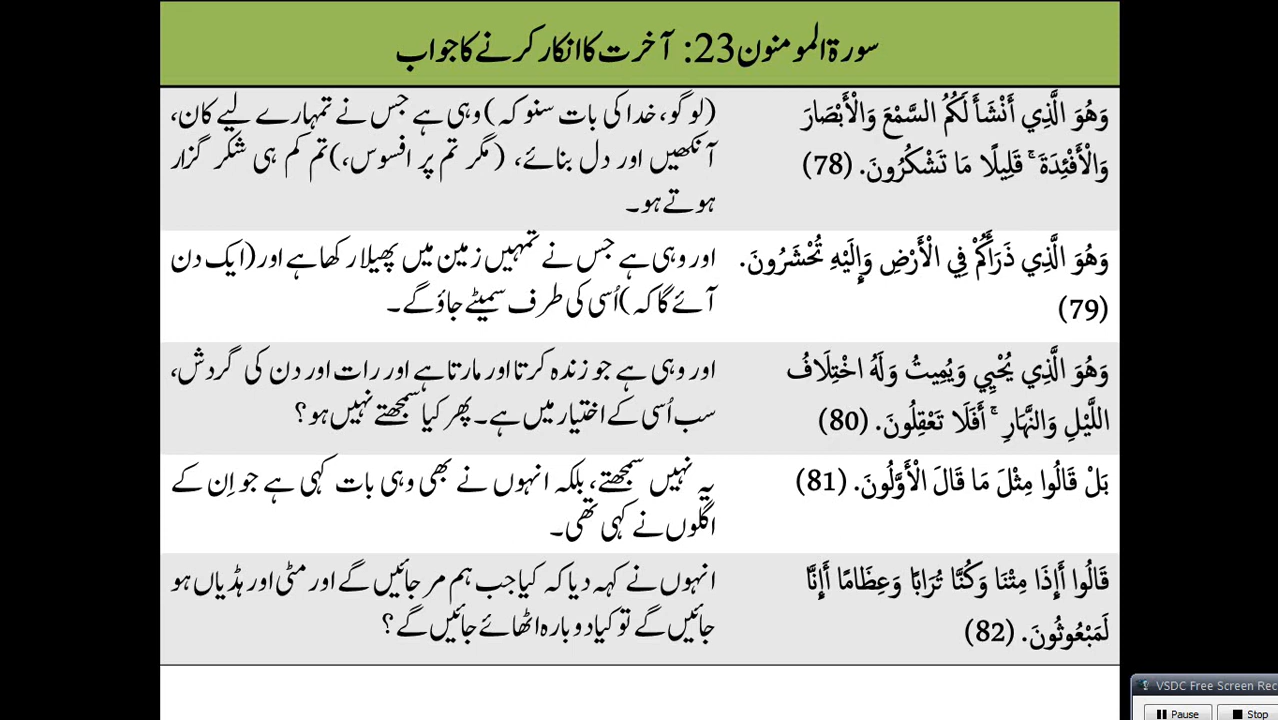 سورۃ المومنون 23: آخرت کا انکار کرنے کا جواب
وَهُوَ الَّذِي أَنْشَأَ لَكُمُ السَّمْعَ وَالْأَبْصَارَ
وَالْأَفْئِدَةَ ۚ قَلِيلًا مَا تَشْكُرُونَ. (78)
(لوگو، خدا کی بات سنو کہ) وہی ہے جس نے تمہارے لیے کان،
آنکھیں اور دل بنائے، (مگر تم پر افسوس،) تم کم ہی شکر گزار
ہوتے ہو۔
وَهُوَ الَّذِي ذَرَأَكُمْ فِي الْأَرْضِ وَإِلَيْهِ تُحْشَرُونَ.
(79)
اور وہی ہے جس نے تمہیں زمین میں پھیلا رکھا ہے اور (ایک دن
آئے گا کہ) اُسی کی طرف سمیٹے جاؤ گے۔
وَهُوَ الَّذِي يُحْيِي وَيُمِيتُ وَلَهُ اخْتِلَافُ
اللَّيْلِ وَالنَّهَارِ ۚ أَفَلَا تَعْقِلُونَ. (80)
اور وہی ہے جو زندہ کرتا اور مارتا ہے اور رات اور دن کی گردش،
سب اُسی کے اختیار میں ہے۔ پھر کیا سمجھتے نہیں ہو؟
بَلْ قَالُوا مِثْلَ مَا قَالَ الْأَوَّلُونَ. (81)
یہ نہیں سمجھتے، بلکہ انہوں نے بھی وہی بات کہی ہے جو اِن کے
اگلوں نے کہی تھی۔
قَالُوا أَإِذَا مِتْنَا وَكُنَّا تُرَابًا وَعِظَامًا أَإِنَّا
لَمَبْعُوثُونَ. (82)
انہوں نے کہہ دیا کہ کیا جب ہم مر جائیں گے اور مٹی اور ہڈیاں ہو
جائیں گے تو کیا دوبارہ اٹھائے جائیں گے؟
VSDC Free Screen Rec
Pause Stop